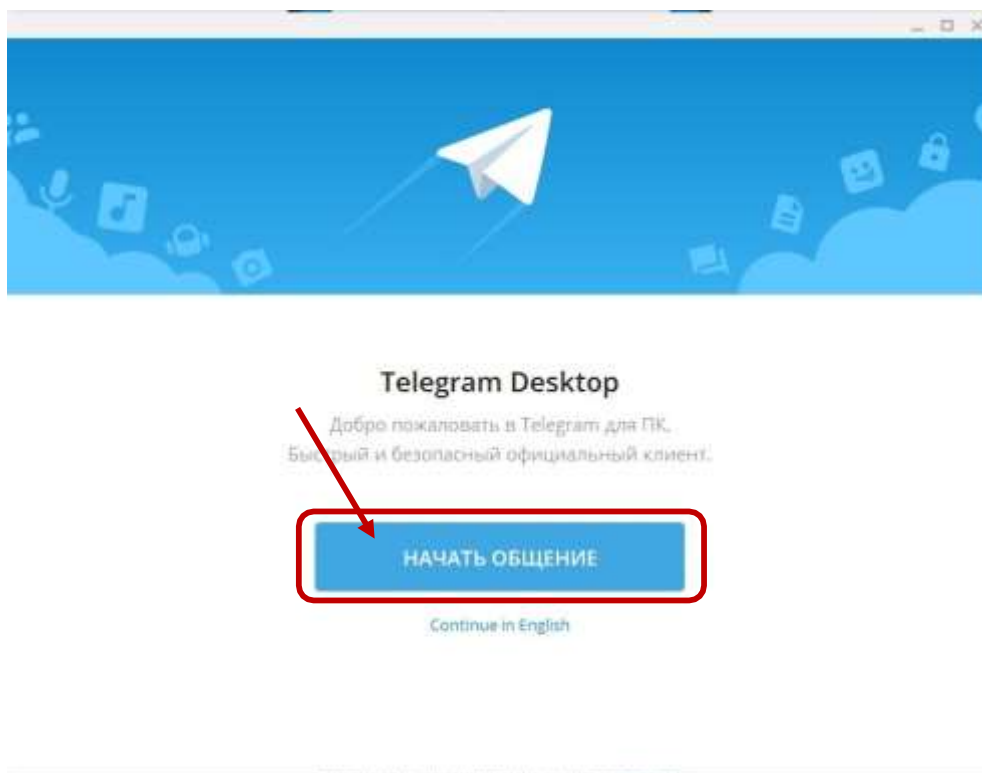 Telegram Desktop
Добро пожаловать в Telegram для ПК.
Быстрый и безопасный официальный клиент.
НАЧАТЬ ОБЩЕНИЕ
Continue in English